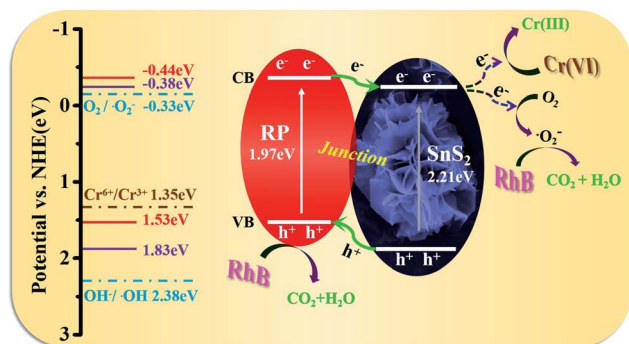 Potential vs. NHE(eV)
-1
0
1
2
3
-0.44eV
-0.38eV
O₂ / ·O₂⁻ -0.33eV
Cr⁶⁺/Cr³⁺ 1.35eV
1.53eV
1.83eV
OH⁻/ ·OH 2.38eV
CB
e⁻ e⁻
RP
1.97eV
VB
h⁺ h⁺
RhB
CO₂+H₂O
e⁻
Junction
h⁺
e⁻ e⁻
SnS₂
2.21eV
h⁺ h⁺
Cr(III)
e⁻
Cr(VI)
e⁻
O₂
·O₂⁻
RhB
CO₂ + H₂O